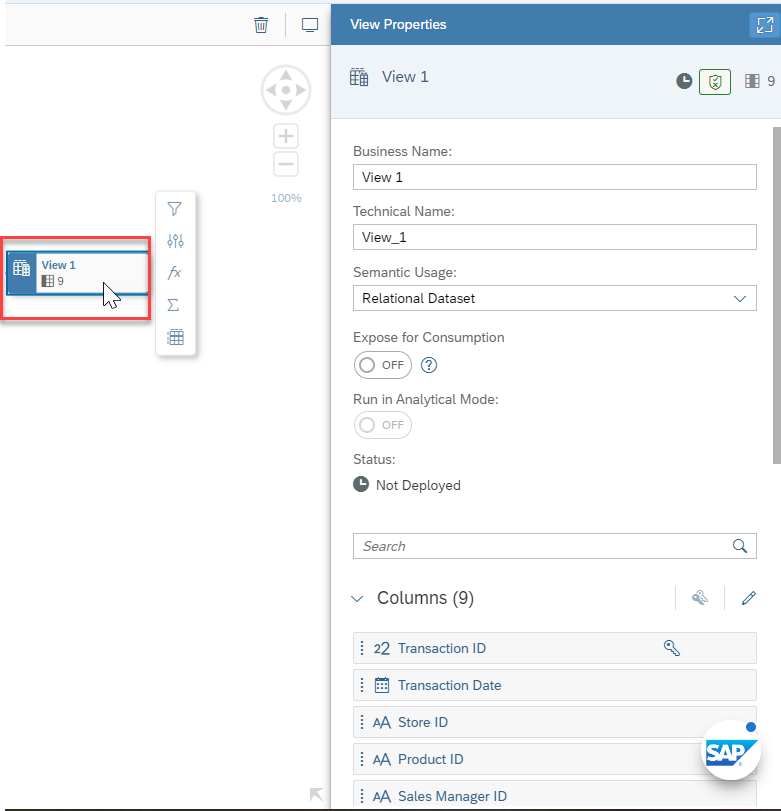 View Properties
View 1
9
Business Name:
View 1
Technical Name:
View_1
Semantic Usage:
Relational Dataset
Expose for Consumption
OFF
?
Run in Analytical Mode:
OFF
Status:
Not Deployed
Search
Columns (9)
22 Transaction ID
Transaction Date
AA Store ID
AA Product ID
AA Sales Manager ID
SAP
100%
View 1
9
fx
Σ